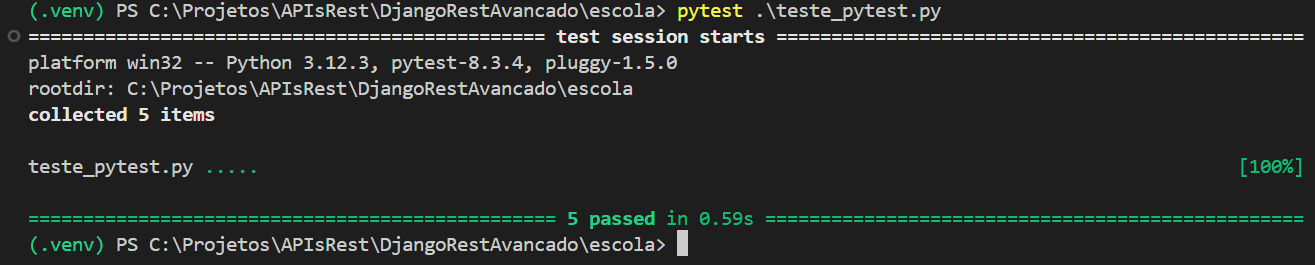 (.venv) PS C:\Projetos\APIsRest\DjangoRestAvancado\escola> pytest .\teste_pytest.py
================================================ test session starts =================================================
platform win32 -- Python 3.12.3, pytest-8.3.4, pluggy-1.5.0
rootdir: C:\Projetos\APIsRest\DjangoRestAvancado\escola
collected 5 items
teste_pytest.py ..... [100%]
================================================= 5 passed in 0.59s ==================================================
(.venv) PS C:\Projetos\APIsRest\DjangoRestAvancado\escola>